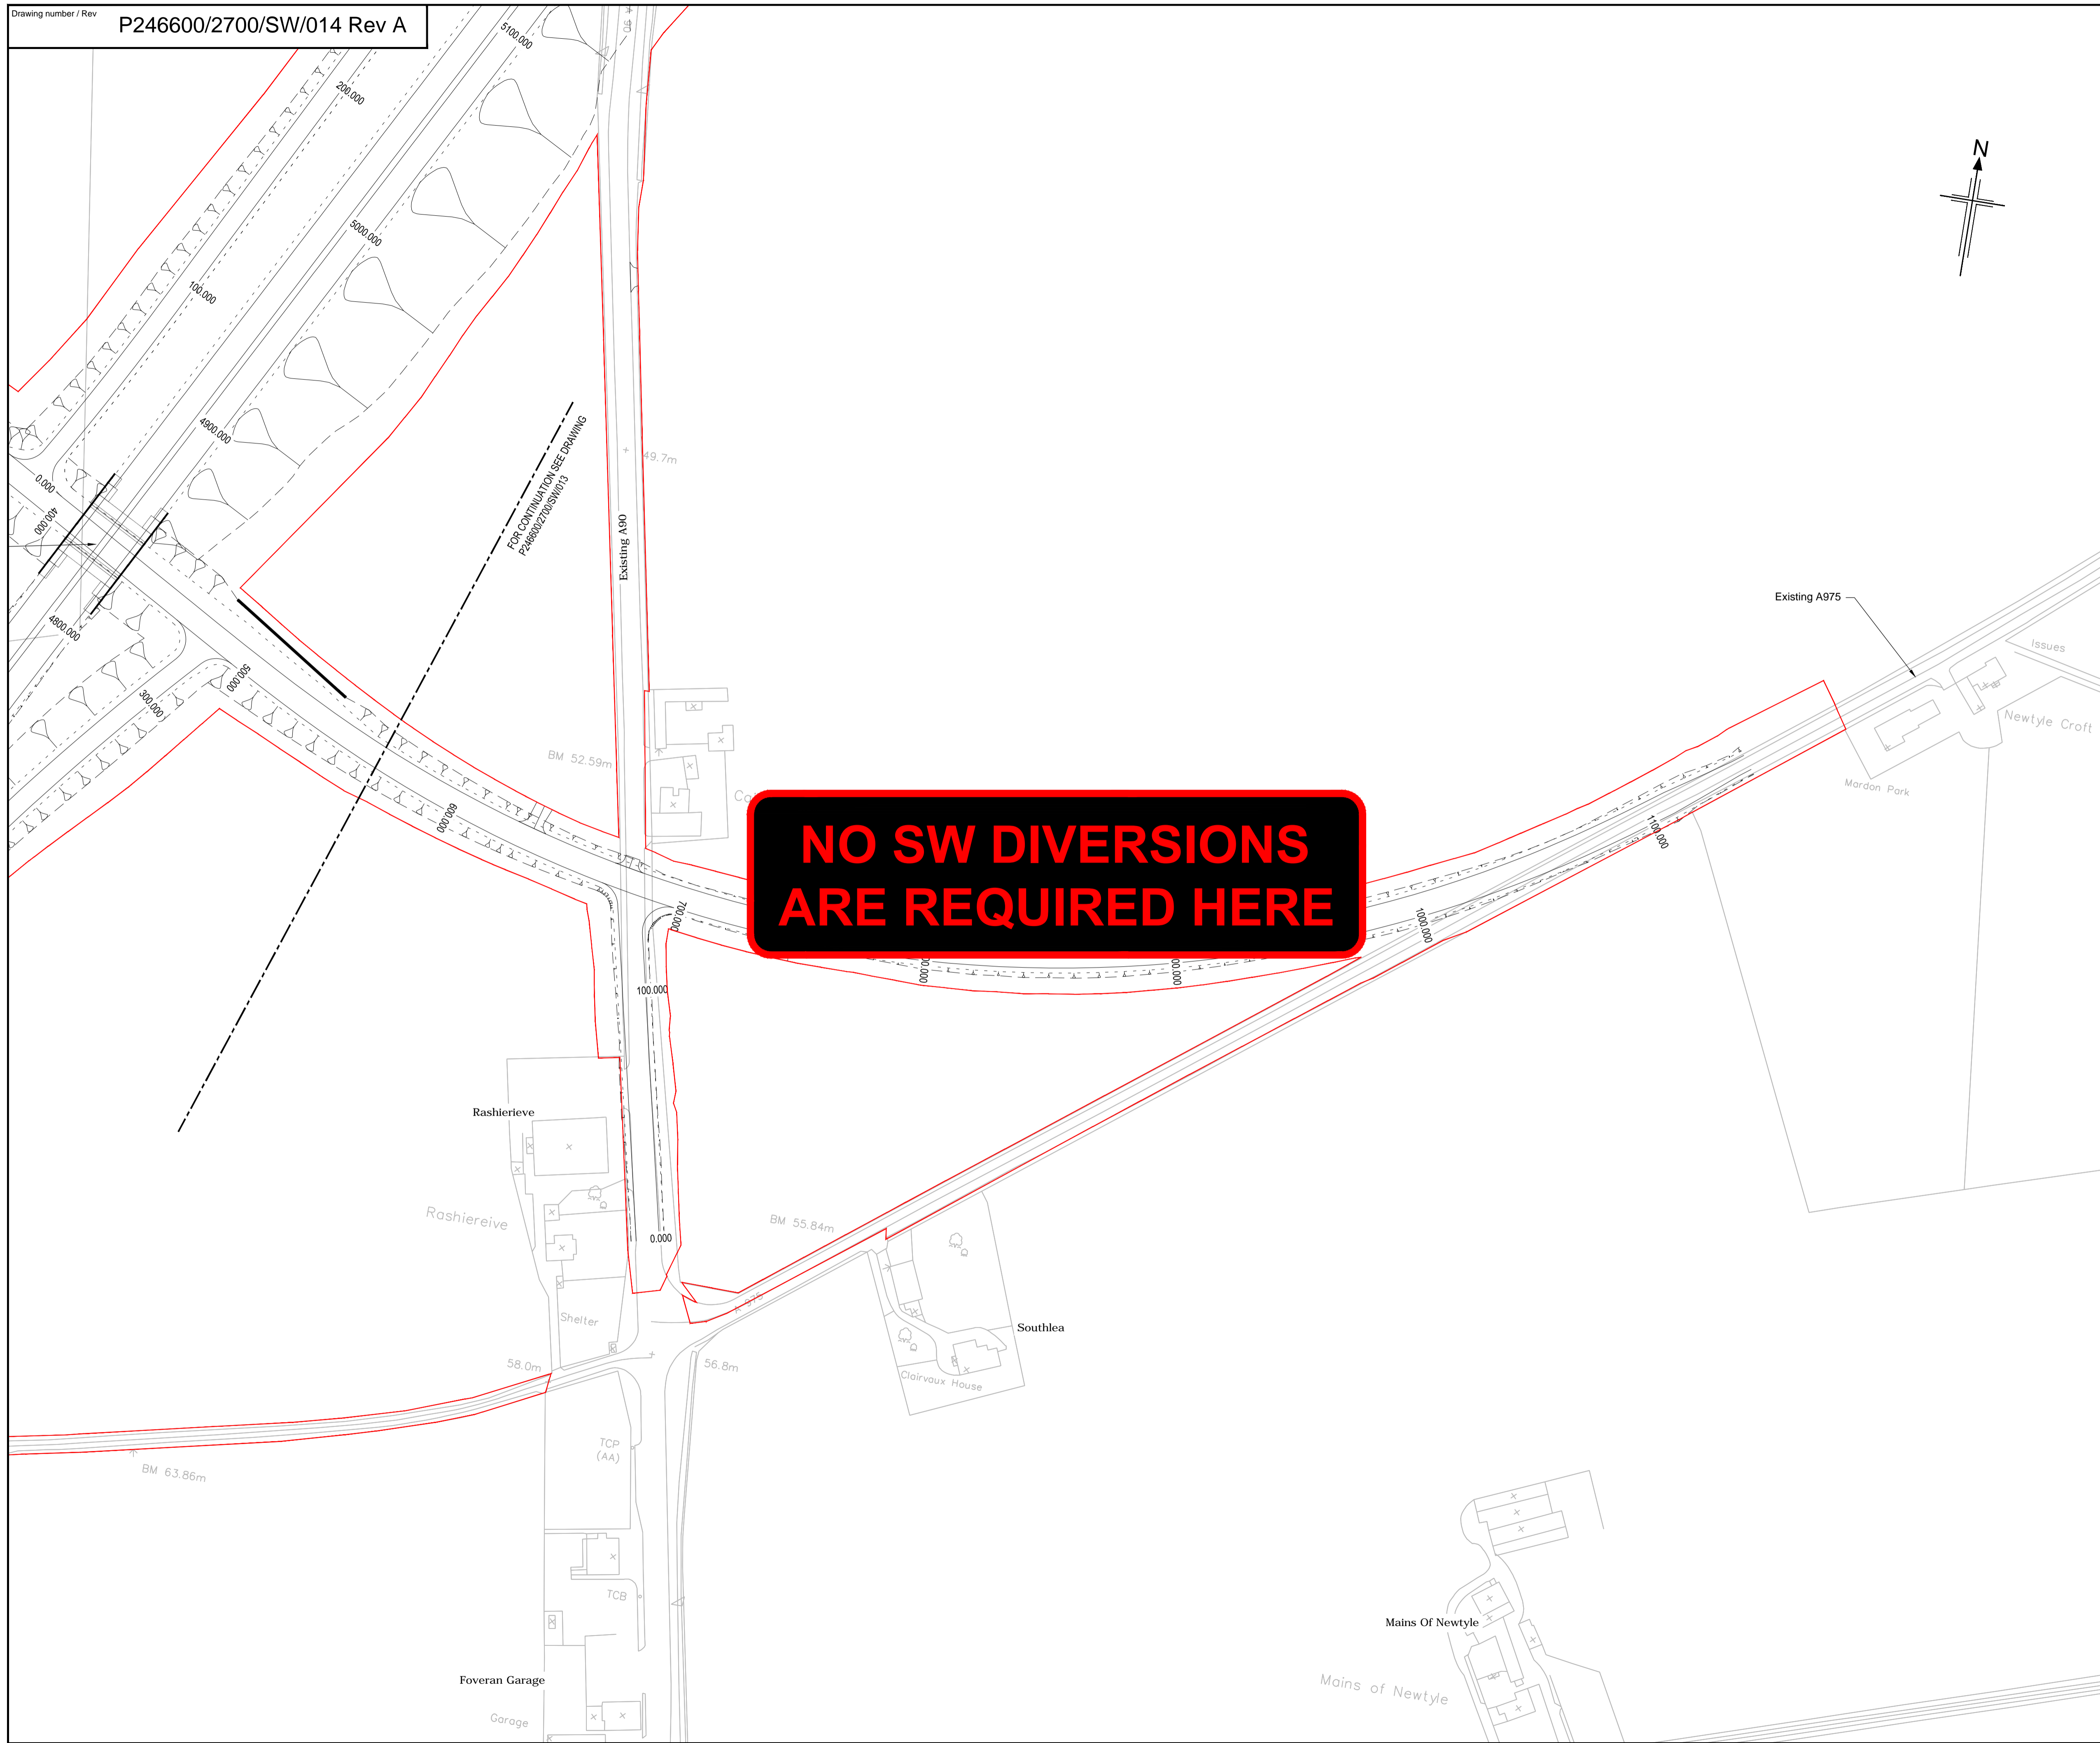 Drawing number / Rev
P246600/2700/SW/014 Rev A
A 90
5100.000
200.000
N
5000.000
100.000
4900.000
FOR CONTINUATION SEE DRAWING
P246600/2700/SW/013
49.7m
0.000
400.000
Existing A90
Existing A975
4800.000
Issues
500.000
300.000
Newtyle Croft
BM 52.59m
Mardon Park
600.000
NO SW DIVERSIONS
ARE REQUIRED HERE
1100.000
700.000
1000.000
100.000
Rashierieve
Rashiereive
BM 55.84m
0.000
Shelter
Southlea
58.0m
56.8m
Clairvaux House
TCP
(AA)
BM 63.86m
TCB
Mains Of Newtyle
Foveran Garage
Mains of Newtyle
Garage